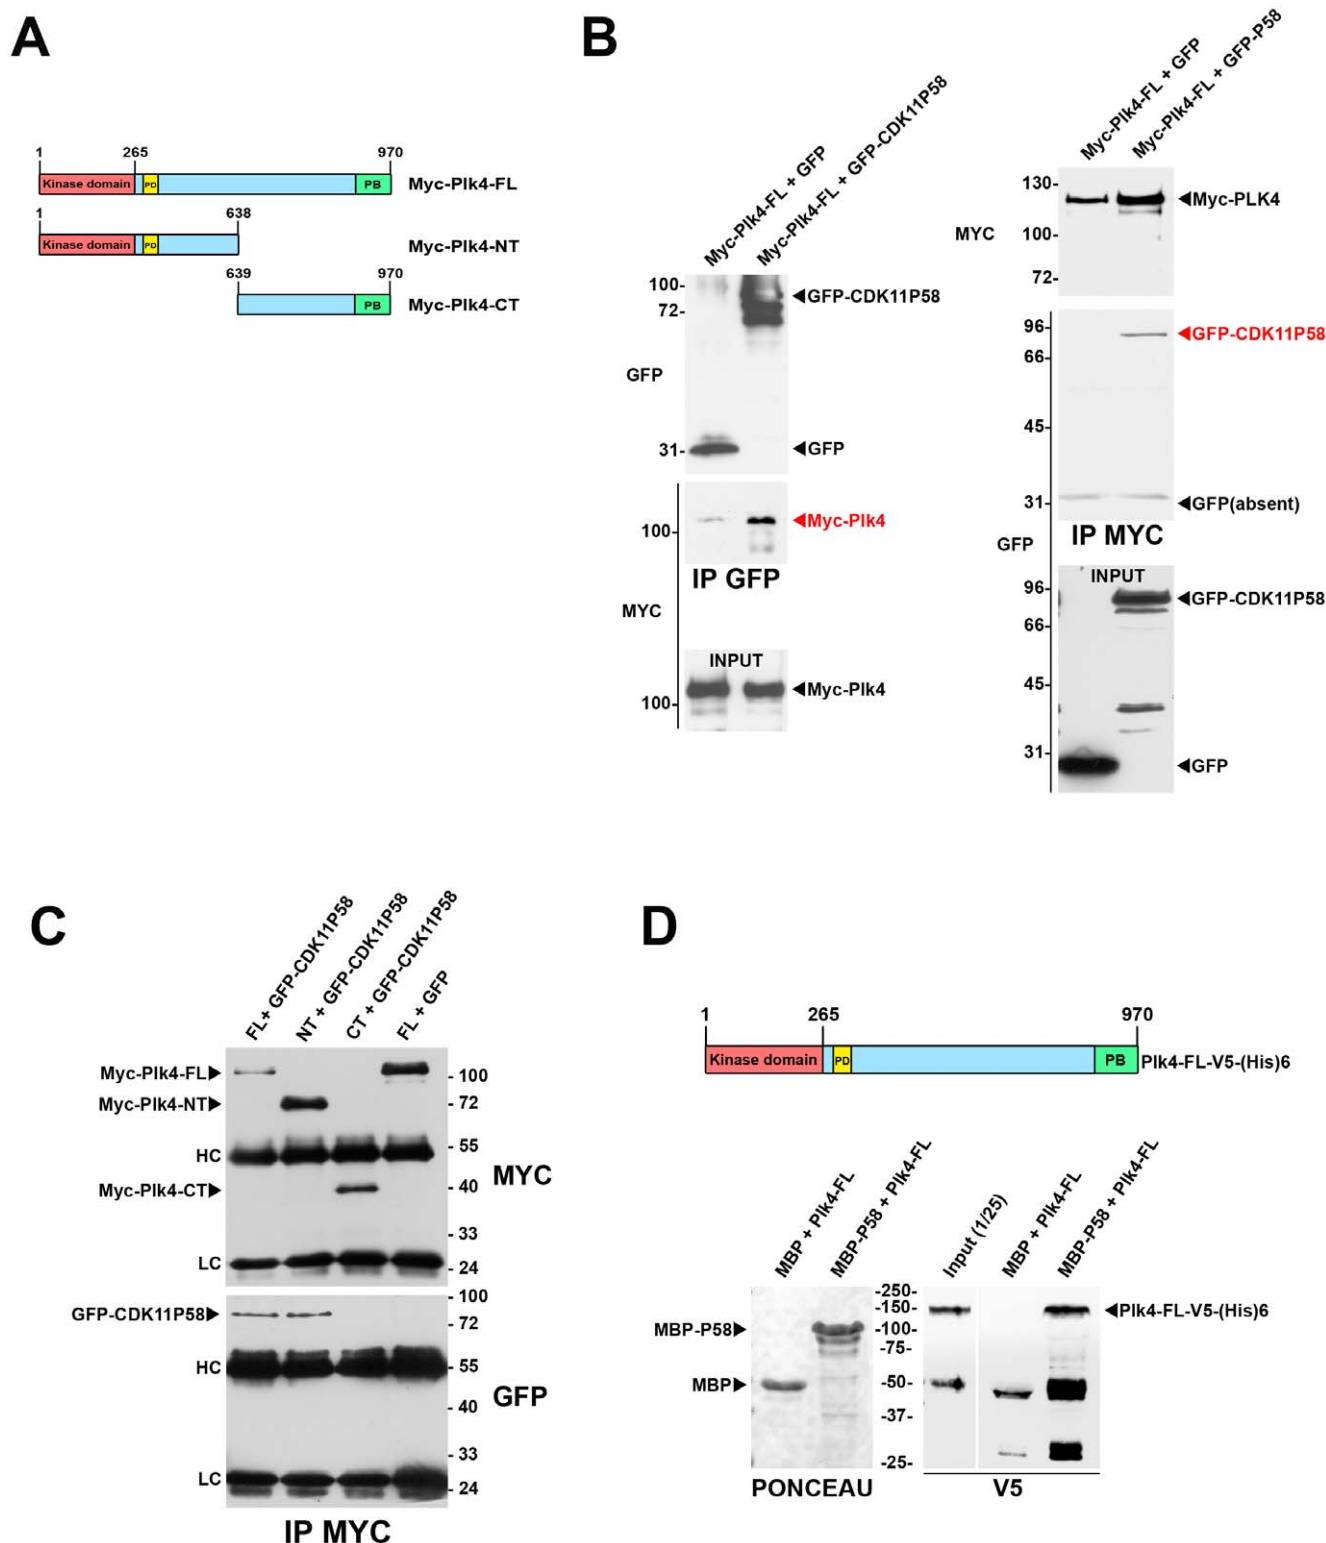 A
1 265 970
Kinase domain PD PB Myc-Plk4-FL
1 638
Kinase domain PD Myc-Plk4-NT
639 970
PB Myc-Plk4-CT
B
Myc-Plk4-FL + GFP
Myc-Plk4-FL + GFP-CDK11P58
100-
GFP-CDK11P58
72-
GFP
31-
GFP
100-
Myc-Plk4
IP GFP
MYC
INPUT
100-
Myc-Plk4
Myc-Plk4-FL + GFP
Myc-Plk4-FL + GFP-P58
130-
Myc-PLK4
MYC
100-
72-
96-
GFP-CDK11P58
66-
45-
31-
GFP(absent)
IP MYC
GFP
INPUT
96-
GFP-CDK11P58
66-
45-
31-
GFP
C
FL+ GFP-CDK11P58
NT + GFP-CDK11P58
CT + GFP-CDK11P58
FL + GFP
Myc-Plk4-FL
- 100
Myc-Plk4-NT
- 72
- 55
HC
MYC
Myc-Plk4-CT
- 40
- 33
LC
- 24
- 100
GFP-CDK11P58
- 72
HC
- 55
GFP
- 40
- 33
LC
- 24
IP MYC
D
1 265 970
Kinase domain PD PB Plk4-FL-V5-(His)6
MBP + Plk4-FL
MBP-P58 + Plk4-FL
Input (1/25)
MBP + Plk4-FL
MBP-P58 + Plk4-FL
-250-
-150-
Plk4-FL-V5-(His)6
MBP-P58
-100-
-75-
MBP
-50-
-37-
-25-
PONCEAU V5